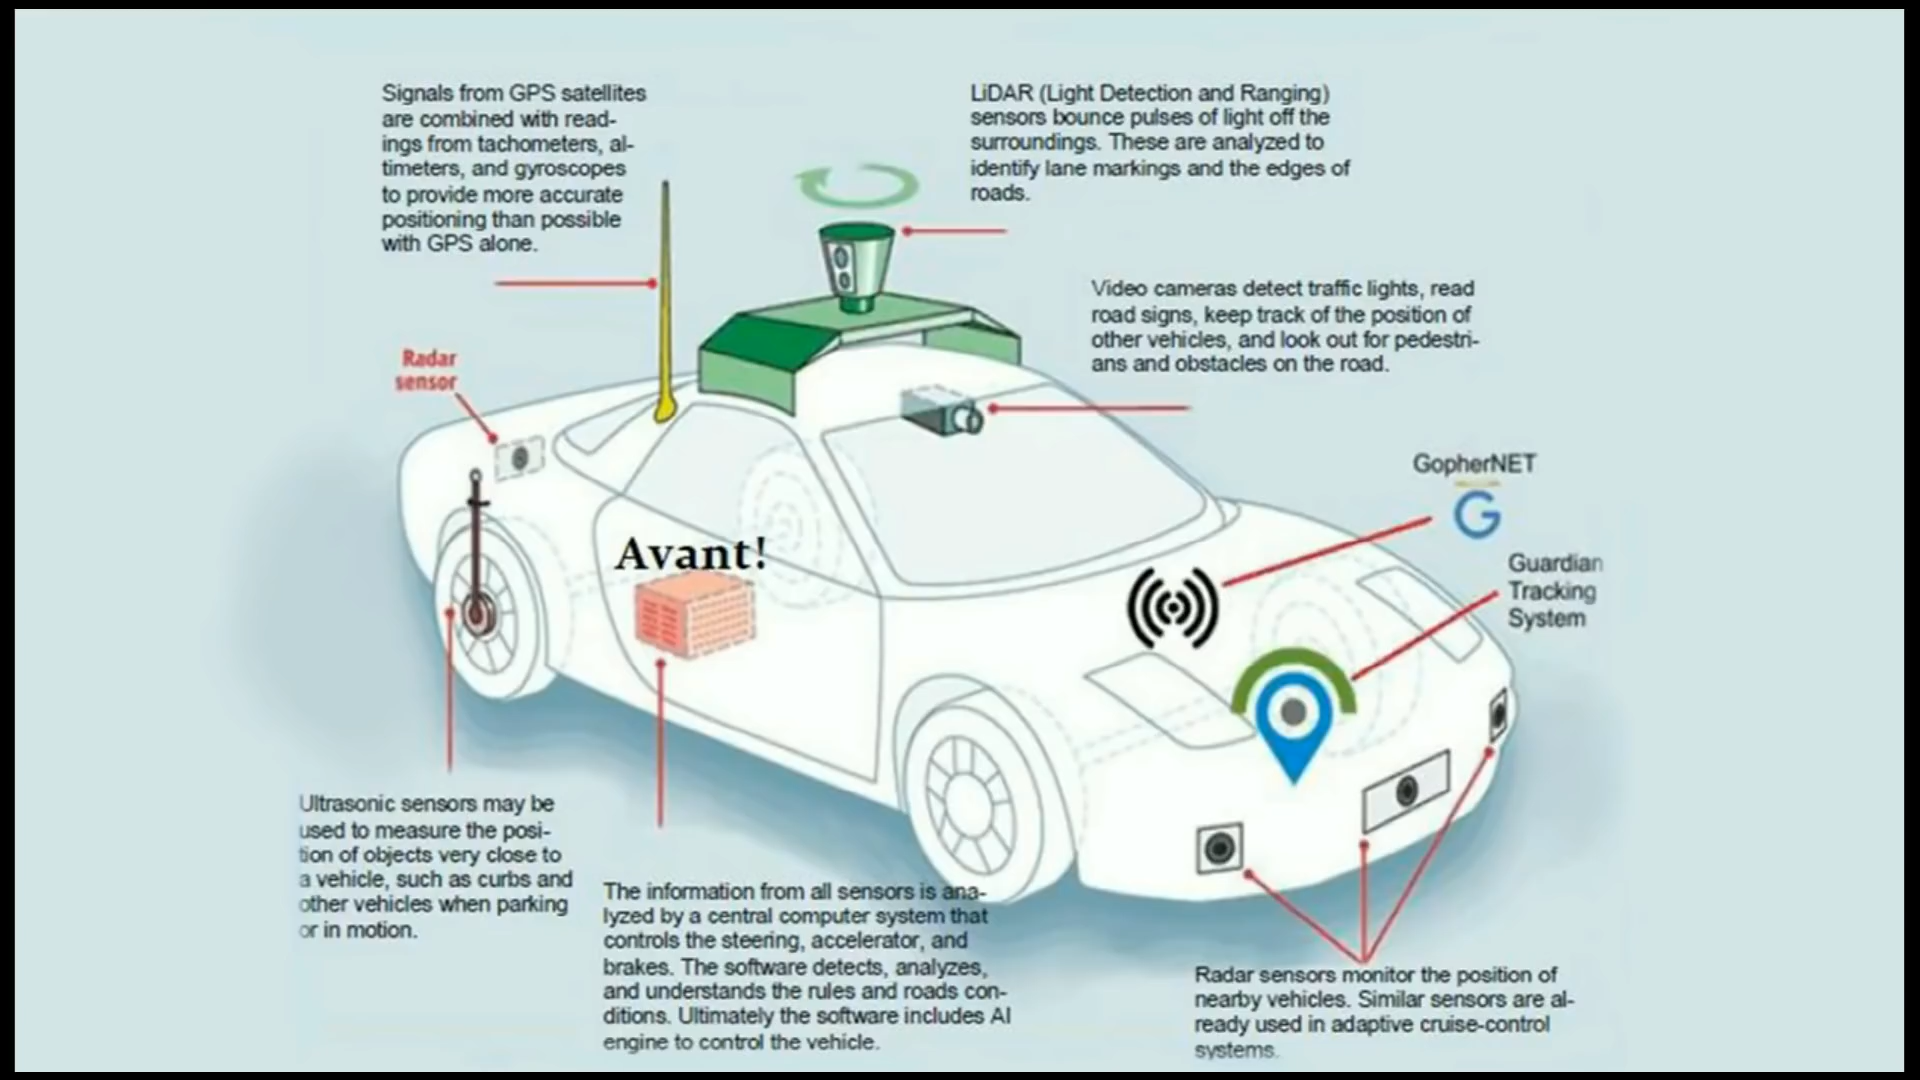 Signals from GPS satellites
are combined with read-
ings from tachometers, al-
timeters, and gyroscopes
to provide more accurate
positioning than possible
with GPS alone.
LiDAR (Light Detection and Ranging)
sensors bounce pulses of light off the
surroundings. These are analyzed to
identify lane markings and the edges of
roads.
Video cameras detect traffic lights, read
road signs, keep track of the position of
other vehicles, and look out for pedestri-
ans and obstacles on the road.
Radar
sensor
GopherNET
G
Guardian
Tracking
System
Avant!
Ultrasonic sensors may be
used to measure the posi-
tion of objects very close to
a vehicle, such as curbs and
other vehicles when parking
or in motion.
The information from all sensors is ana-
lyzed by a central computer system that
controls the steering, accelerator, and
brakes. The software detects, analyzes,
and understands the rules and roads con-
ditions. Ultimately the software includes AI
engine to control the vehicle.
Radar sensors monitor the position of
nearby vehicles. Similar sensors are al-
ready used in adaptive cruise-control
systems.